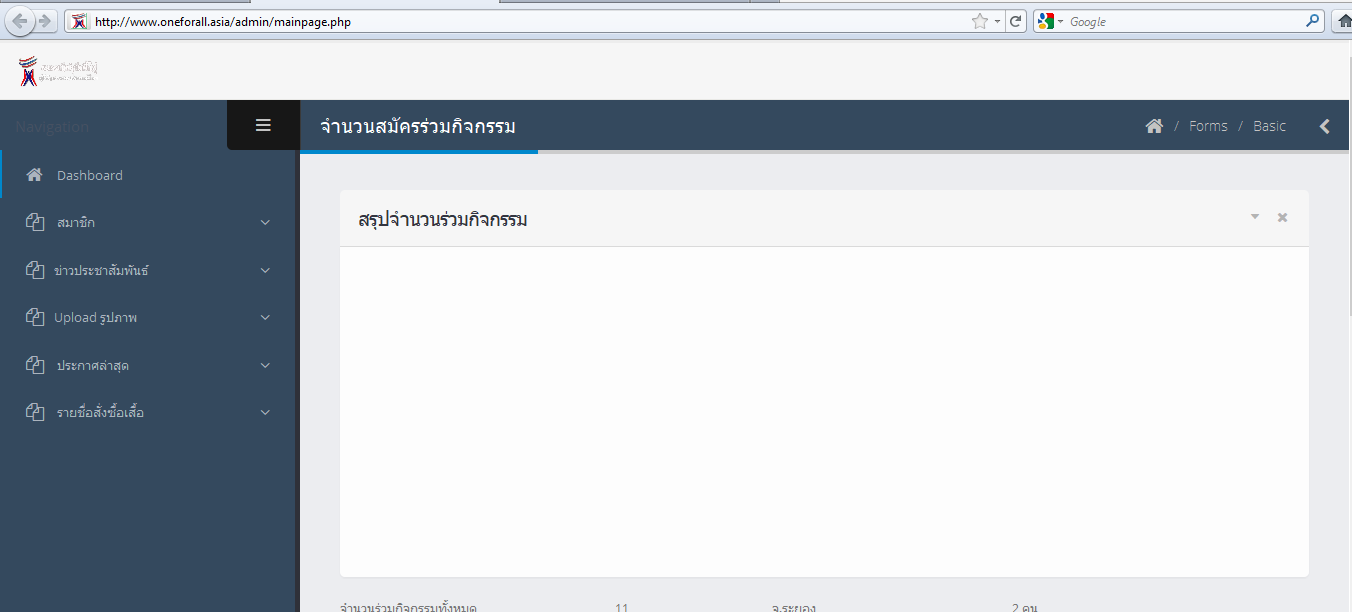 http://www.oneforall.asia/admin/mainpage.php
Google
Navigation
จำนวนสมัครร่วมกิจกรรม
/ Forms / Basic
Dashboard
สมาชิก
ข่าวประชาสัมพันธ์
Upload รูปภาพ
ประกาศล่าสุด
รายชื่อสั่งซื้อเสื้อ
สรุปจำนวนร่วมกิจกรรม
จำนวนร่วมกิจกรรมทั้งหมด 11 จ.ระยอง 2 คน